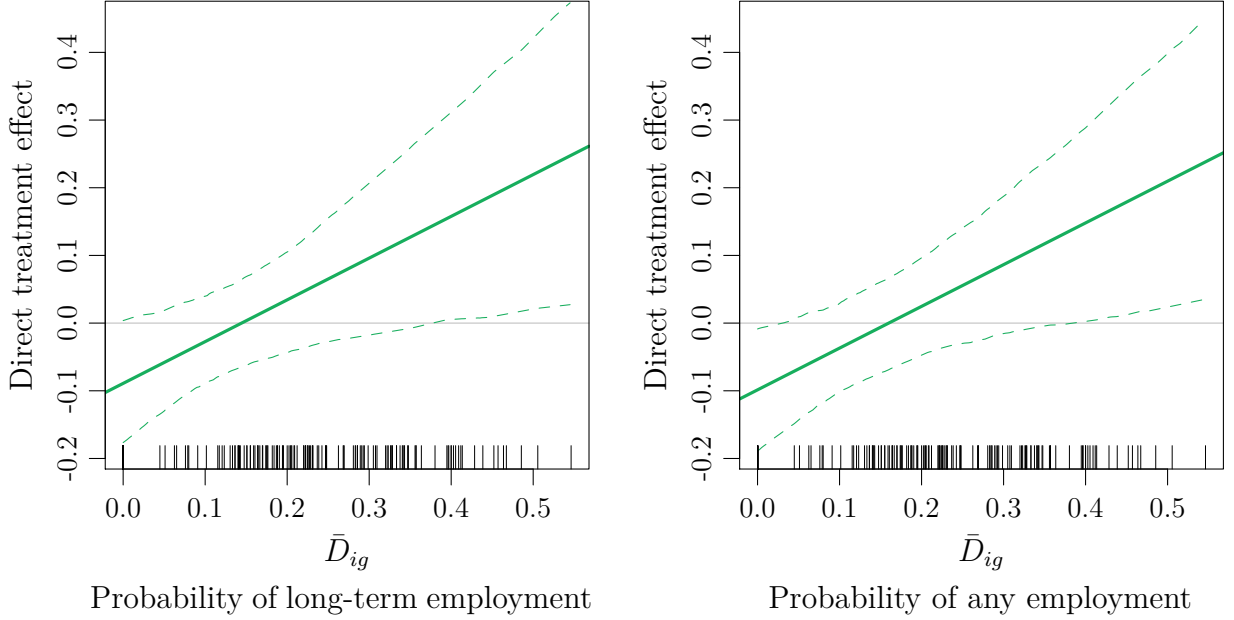 Direct treatment effect
0.4
0.3
0.2
0.1
0.0
-0.1
-0.2
0.0 0.1 0.2 0.3 0.4 0.5
D̄ig
Probability of long-term employment
Direct treatment effect
0.4
0.3
0.2
0.1
0.0
-0.1
-0.2
0.0 0.1 0.2 0.3 0.4 0.5
D̄ig
Probability of any employment